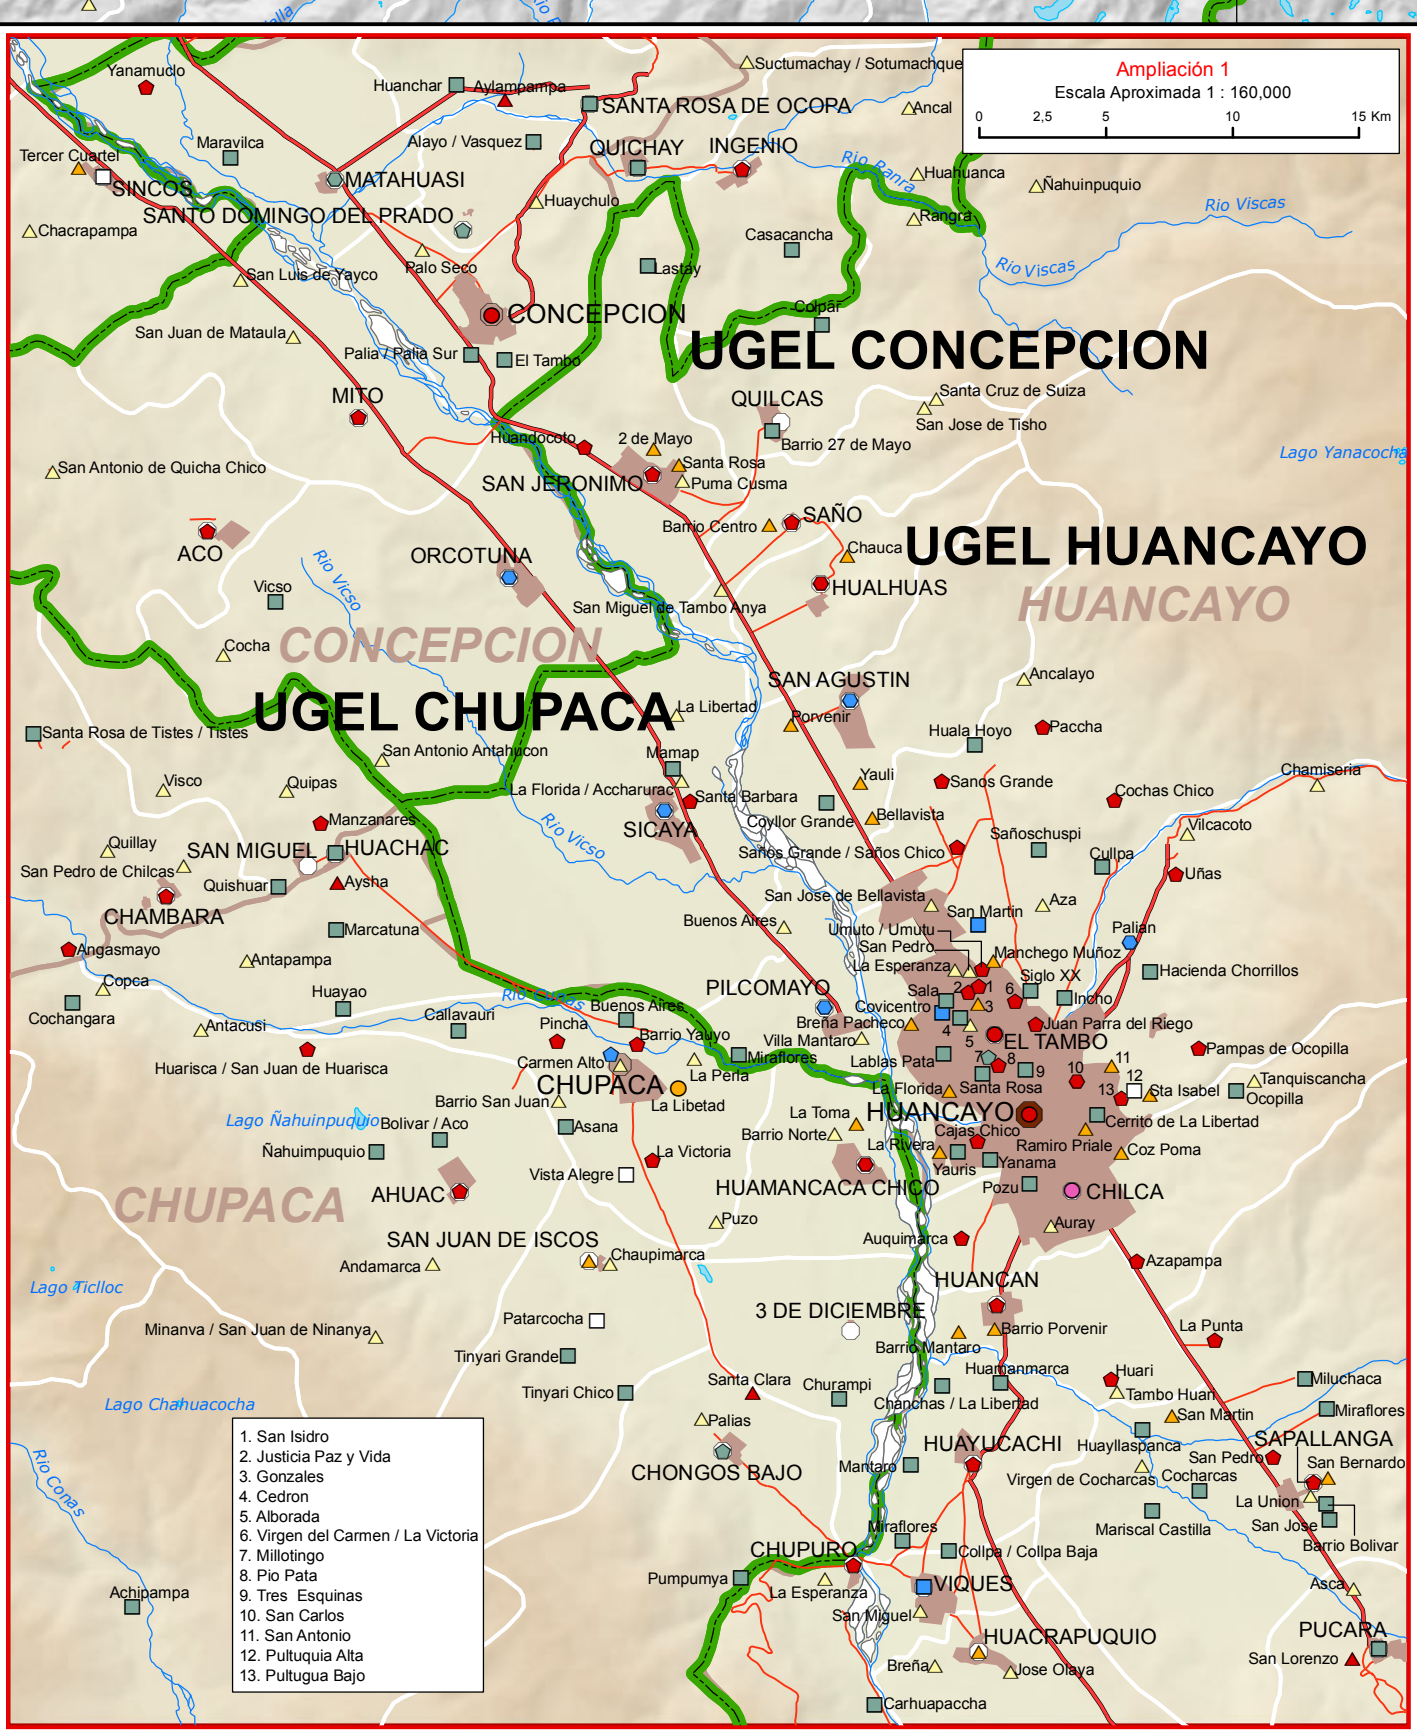 Ampliación 1
Escala Aproximada 1 : 160,000
0 2,5 5 10 15 Km
Yanamuclo
Huanchar
Aylampampa
Suctumachay / Sotumachque
SANTA ROSA DE OCOPA
Ancal
Maravilca
Alayo / Vasquez
QUICHAY
INGENIO
Tercer Cuartel
SINCOS
MATAHUASI
Rio Ranra
Huahuanca
Ñahuinpuquio
SANTO DOMINGO DEL PRADO
Huaychulo
Rangra
Rio Viscas
Chacrapampa
Casacancha
Palo Seco
Lastay
Rio Viscas
San Luis de Yayco
CONCEPCION
Colpar
San Juan de Mataula
Palia / Palia Sur
El Tambo
UGEL CONCEPCION
MITO
QUILCAS
Santa Cruz de Suiza
San Jose de Tisho
Huandocoto
2 de Mayo
Barrio 27 de Mayo
Lago Yanacocha
San Antonio de Quicha Chico
Santa Rosa
SAN JERONIMO
Puma Cusma
ACO
Barrio Centro
SAÑO
ORCOTUNA
Chauca
UGEL HUANCAYO
Rio Vicso
Vicso
HUALHUAS
HUANCAYO
San Miguel de Tambo Anya
CONCEPCION
Cocha
SAN AGUSTIN
Ancalayo
UGEL CHUPACA
La Libertad
Porvenir
Paccha
Huala Hoyo
Santa Rosa de Tistes / Tistes
San Antonio Antahucon
Mamap
Chamiseria
Visco
Quipas
La Florida / Accharurac
Yauli
Sanos Grande
Santa Barbara
Cochas Chico
Manzanares
Rio Vicso
SICAYA
Coyllor Grande
Bellavista
Sañoschuspi
Vilcacoto
Quillay
SAN MIGUEL
HUACHAC
Saños Grande / Saños Chico
Cullpa
San Pedro de Chilcas
Quishuar
Aysha
Uñas
CHAMBARA
San Jose de Bellavista
San Martin
Aza
Marcatuna
Buenos Aires
Umuto / Umutu
Palian
Angasmayo
Antapampa
San Pedro
Manchego Muñoz
La Esperanza
Siglo XX
Hacienda Chorrillos
Copca
Huayao
Rio Cunas
Buenos Aires
PILCOMAYO
Sala
2
1
6
Incho
Cochangara
Covicentro
3
Antacusi
Callavauri
Pincha
Barrio Yauyo
Breña Pacheco
4
5
Juan Parra del Riego
Villa Mantaro
EL TAMBO
Huarisca / San Juan de Huarisca
Carmen Alto
Miraflores
Lablas Pata
7
8
9
10
11
Pampas de Ocopilla
La Perla
12
Tanquiscancha
CHUPACA
La Florida
Santa Rosa
13
Sta Isabel
Ocopilla
Barrio San Juan
La Libetad
La Toma
HUANCAYO
Lago Ñahuinpuquio
Bolivar / Aco
Asana
Barrio Norte
Cajas Chico
Cerrito de La Libertad
La Rivera
Ramiro Priale
Ñahuimpuquio
La Victoria
Yauris
Yanama
Coz Poma
Vista Alegre
AHUAC
HUAMANCACA CHICO
Pozu
CHILCA
CHUPACA
Puzo
Auray
SAN JUAN DE ISCOS
Auquimarca
Andamarca
Chaupimarca
Azapampa
Lago Ticlloc
HUANCAN
Patarcocha
3 DE DICIEMBRE
Minanva / San Juan de Ninanya
Barrio Porvenir
La Punta
Barrio Mantaro
Tinyari Grande
Huamanmarca
Huari
Tinyari Chico
Santa Clara
Churampi
Tambo Huari
Miluchaca
Lago Chahuacocha
Chanchas / La Libertad
San Martin
Miraflores
Palias
HUAYUCACHI
Huayllaspanca
SAPALLANGA
Rio Conas
CHONGOS BAJO
Mantaro
Virgen de Cocharcas
Cocharcas
San Pedro
San Bernardo
La Union
Mariscal Castilla
San Jose
Miraflores
Barrio Bolivar
CHUPURO
Collpa / Collpa Baja
Pumpumya
La Esperanza
VIQUES
Asca
Achipampa
San Miguel
HUACRAPUQUIO
PUCARA
Breña
Jose Olaya
San Lorenzo
Carhuapaccha
1. San Isidro
2. Justicia Paz y Vida
3. Gonzales
4. Cedron
5. Alborada
6. Virgen del Carmen / La Victoria
7. Millotingo
8. Pio Pata
9. Tres Esquinas
10. San Carlos
11. San Antonio
12. Pultuquia Alta
13. Pultugua Bajo